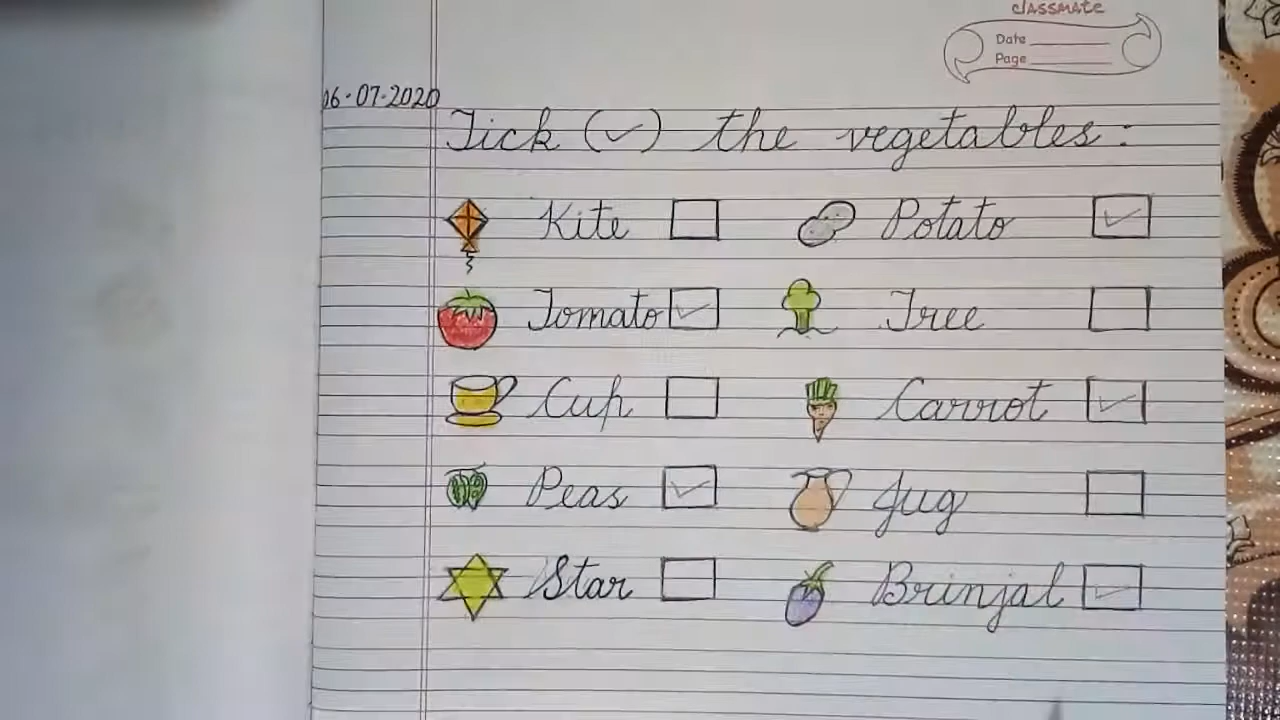 classmate
Date
Page
06-07-2020
Tick (✓) the vegetables:
Kite Potato ✓
Tomato ✓ Tree
Cup Carrot ✓
Peas ✓ Jug
Star Brinjal ✓